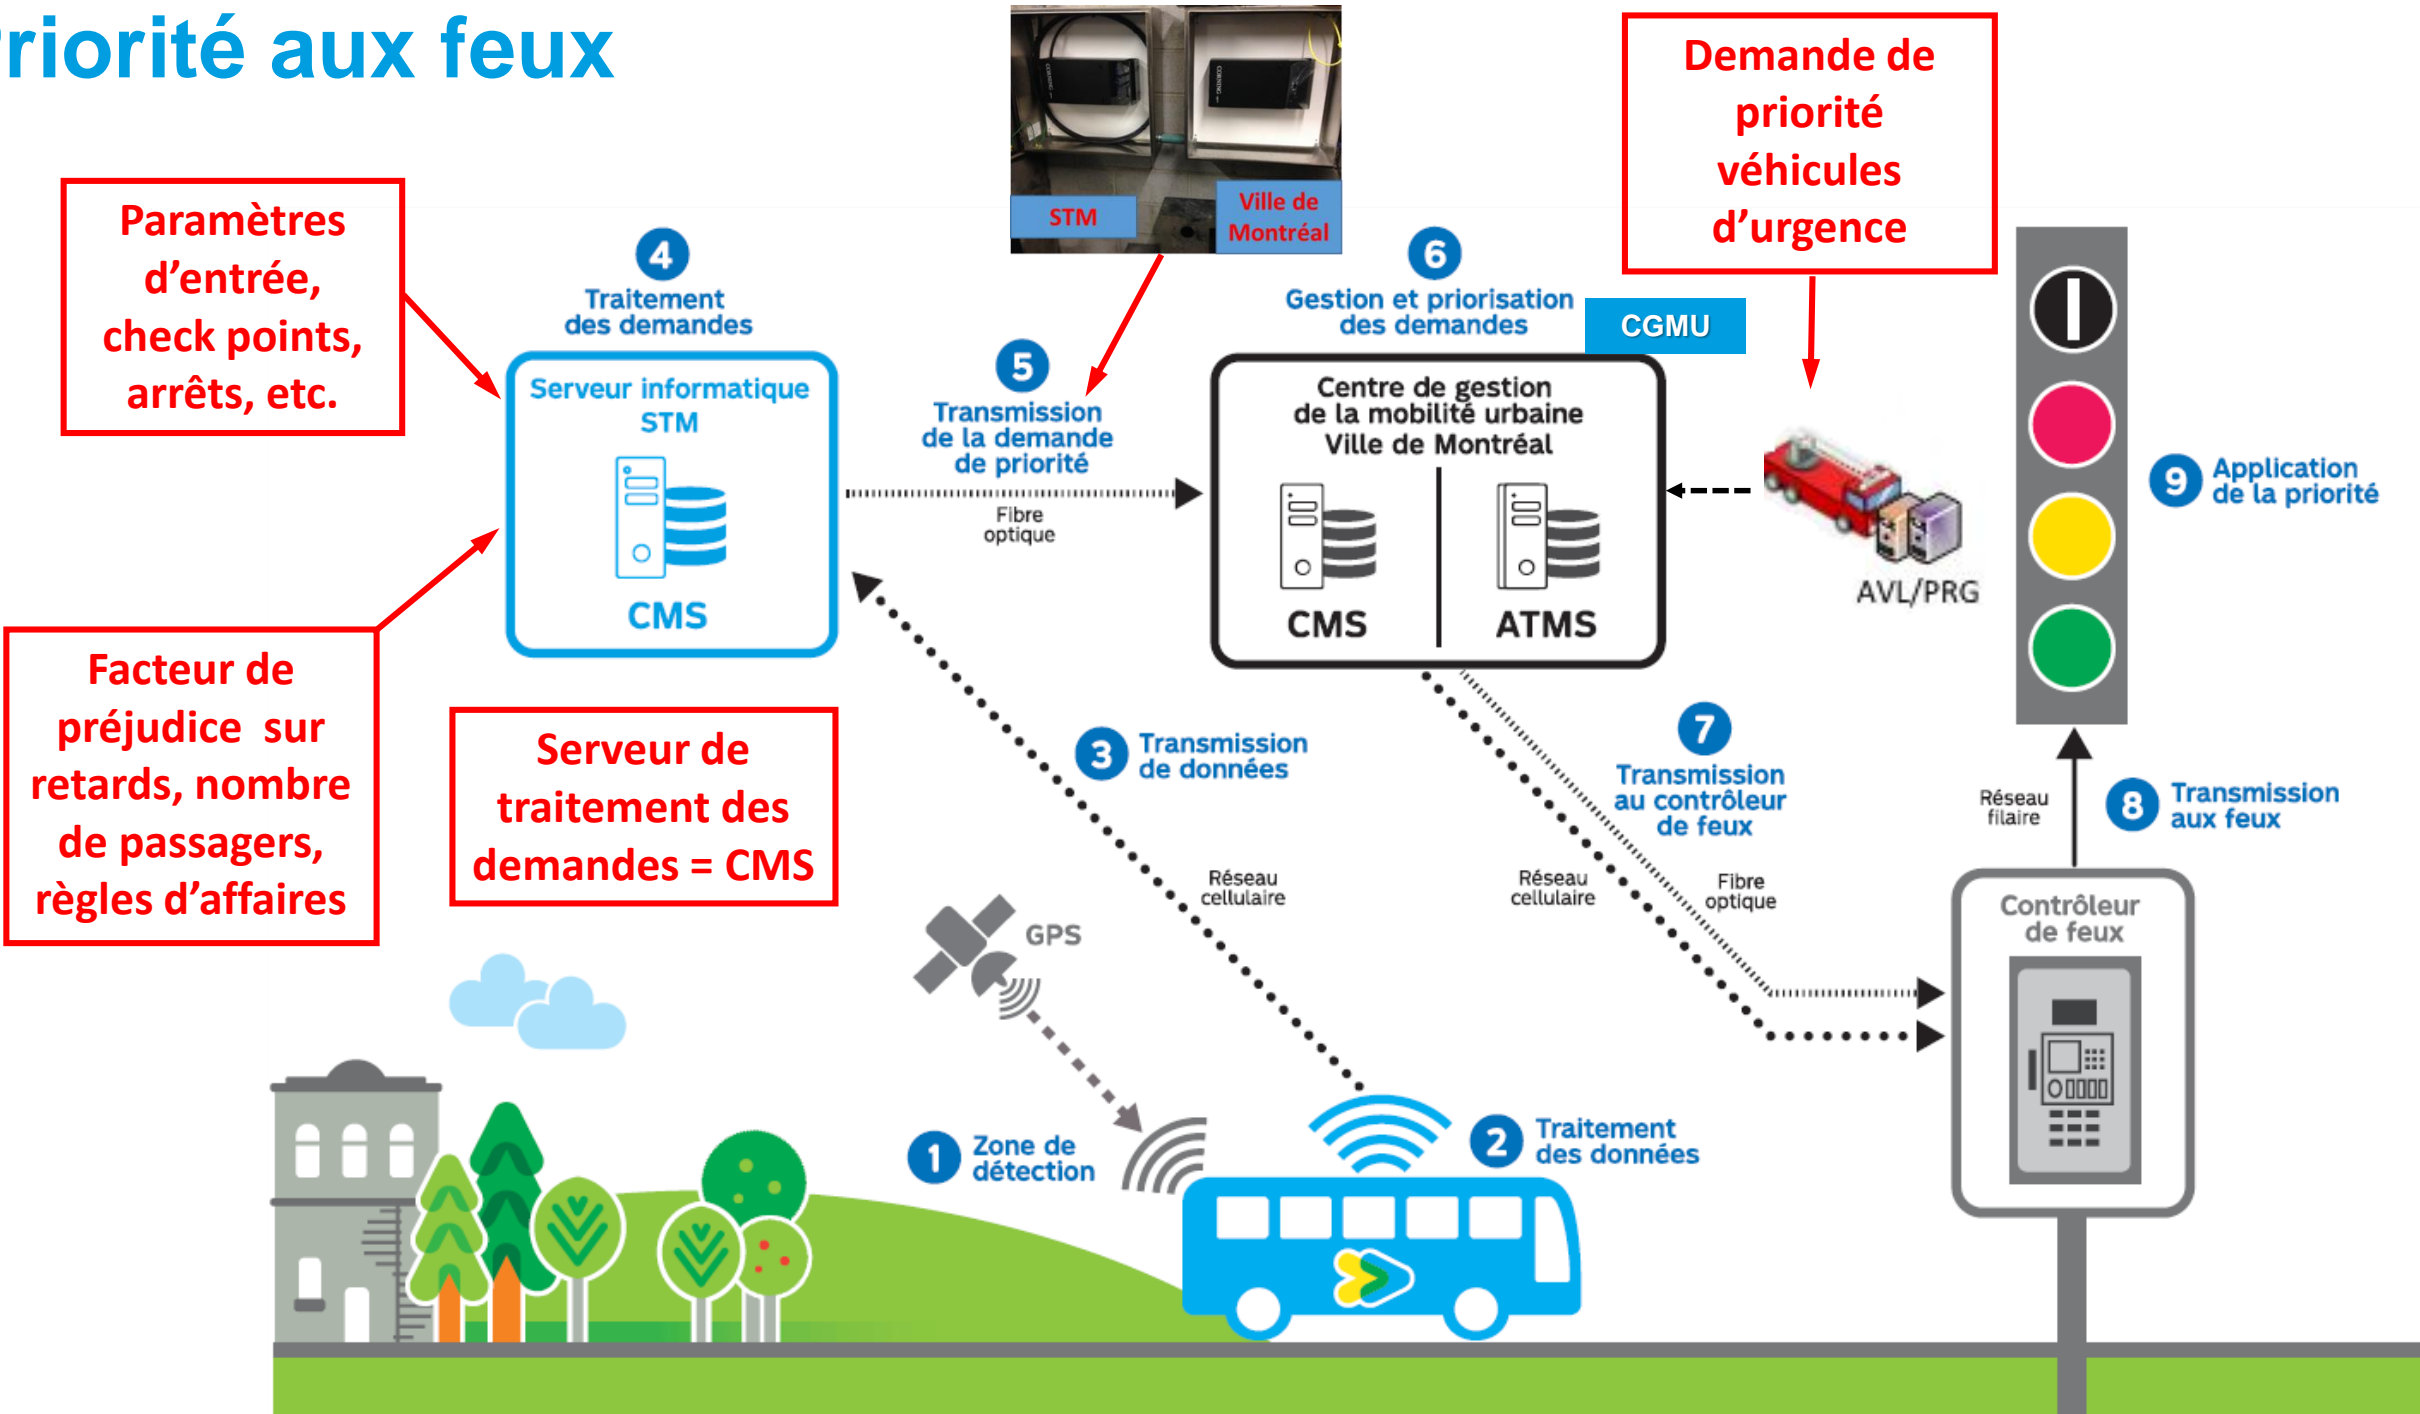 riorité aux feux
STM
Ville de
Montréal
Demande de
priorité
véhicules
d’urgence
Paramètres
d’entrée,
check points,
arrêts, etc.
4
Traitement
des demandes
Serveur informatique
STM
CMS
5
Transmission
de la demande
de priorité
Fibre
optique
6
Gestion et priorisation
des demandes
CGMU
Centre de gestion
de la mobilité urbaine
Ville de Montréal
CMS
ATMS
AVL/PRG
9
Application
de la priorité
Facteur de
préjudice sur
retards, nombre
de passagers,
règles d’affaires
Serveur de
traitement des
demandes = CMS
3
Transmission
de données
Réseau
cellulaire
7
Transmission
au contrôleur
de feux
Réseau
cellulaire
Fibre
optique
Réseau
filaire
8
Transmission
aux feux
Contrôleur
de feux
GPS
1
Zone de
détection
2
Traitement
des données